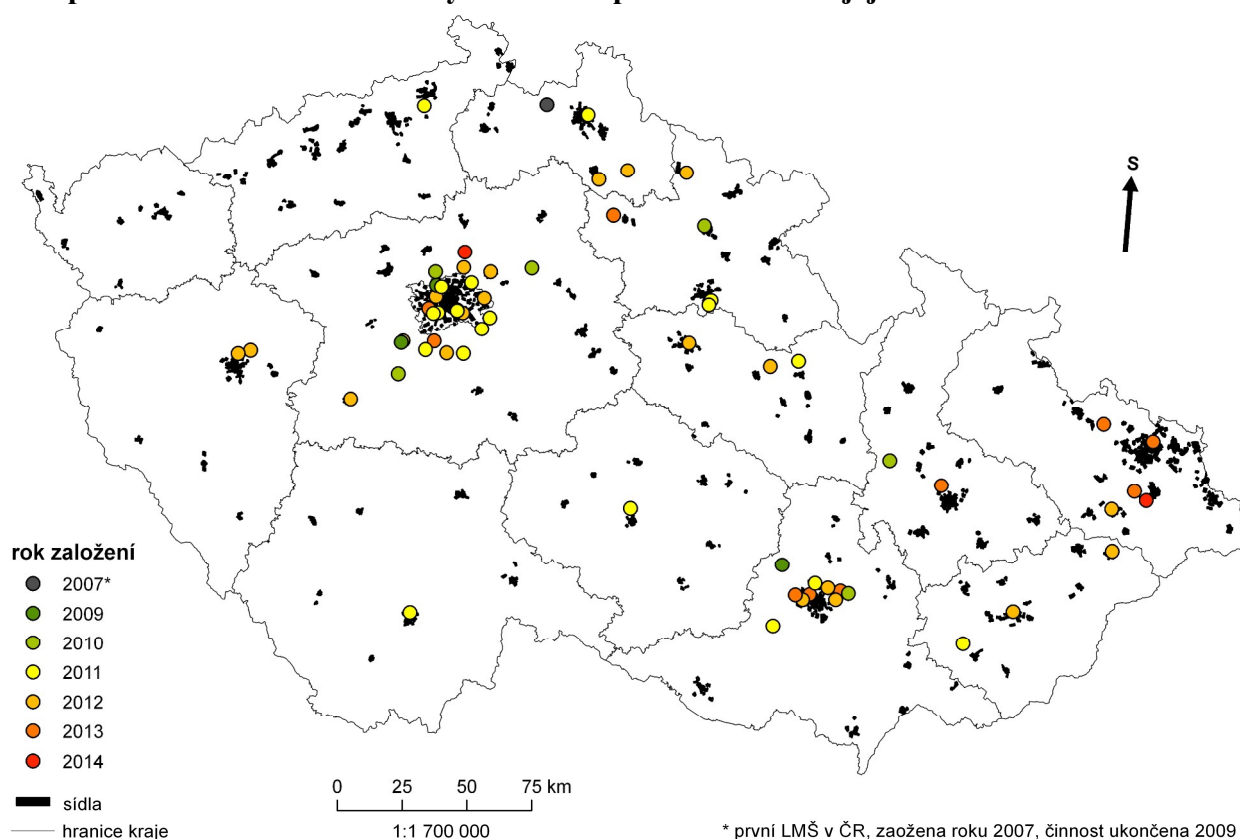 S
rok založení
2007*
2009
2010
2011
2012
2013
2014
sídla
hranice kraje
0 25 50 75 km
1:1 700 000
* první LMŠ v ČR, zaožena roku 2007, činnost ukončena 2009